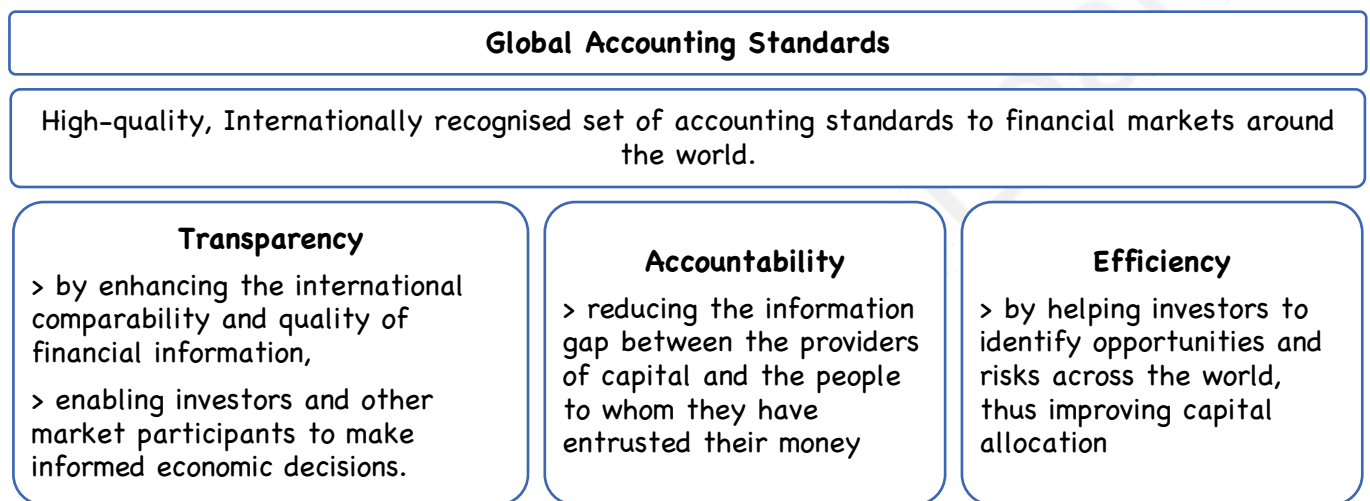 Global Accounting Standards
High-quality, Internationally recognised set of accounting standards to financial markets around
the world.
Transparency
> by enhancing the international
comparability and quality of
financial information,
> enabling investors and other
market participants to make
informed economic decisions.
Accountability
> reducing the information
gap between the providers
of capital and the people
to whom they have
entrusted their money
Efficiency
> by helping investors to
identify opportunities and
risks across the world,
thus improving capital
allocation